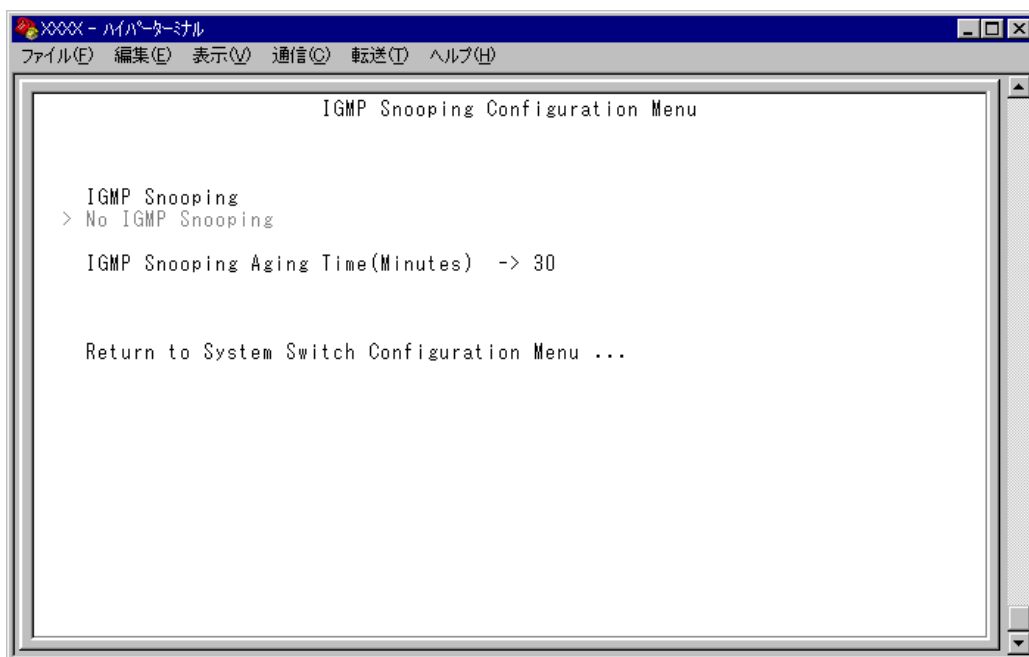 XXXX - ﾊｲﾊﾟｰﾀｰﾐﾅﾙ
ファイル(F) 編集(E) 表示(V) 通信(C) 転送(T) ヘルプ(H)
IGMP Snooping Configuration Menu
IGMP Snooping
> No IGMP Snooping
IGMP Snooping Aging Time(Minutes) -> 30
Return to System Switch Configuration Menu ...